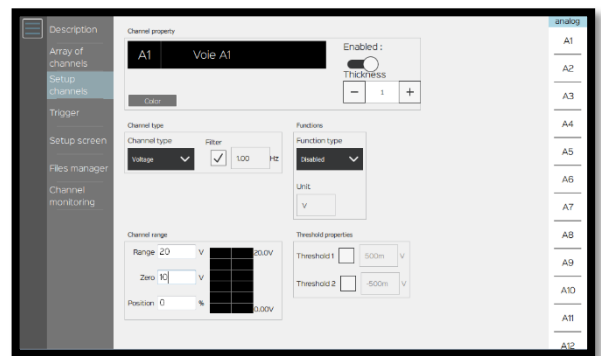 Description
Array of
channels
Setup
channels
Trigger
Setup screen
Files manager
Channel
monitoring
Channel property
A1 Voie A1
Enabled :
Thickness
- 1 +
Color
Channel type
Channel type Filter
Voltage 1.00 Hz
Functions
Function type
Disabled
Unit
V
Channel range
Range 20 V 20.0V
Zero 10 V
Position 0 % 0.00V
Threshold properties
Threshold 1 500m V
Threshold 2 -500m V
analog
A1
A2
A3
A4
A5
A6
A7
A8
A9
A10
A11
A12